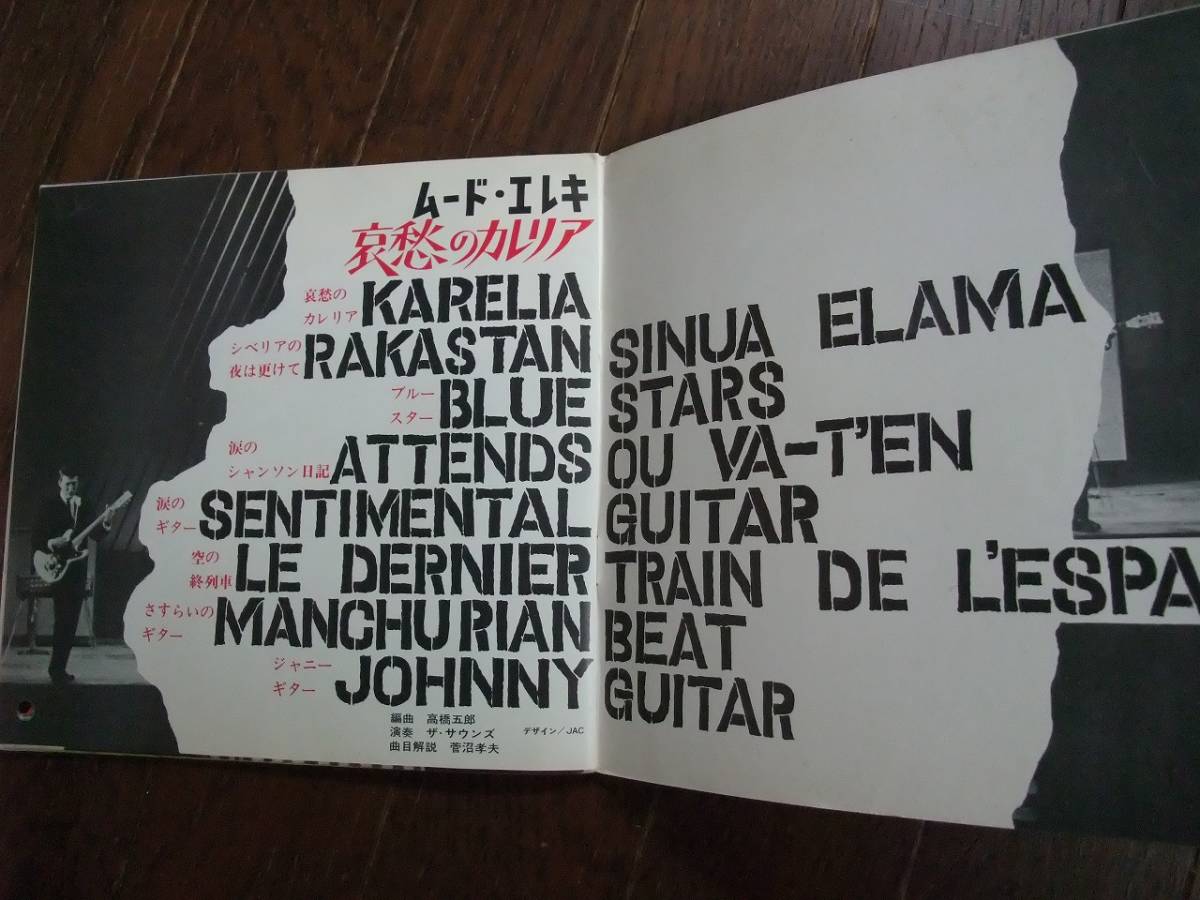 ムード・エレキ
哀愁のカレリア
哀愁の
カレリア KARELIA
シベリアの
夜は更けて RAKASTAN SINUA ELAMA
ブルー
スター BLUE STARS
涙の
シャンソン日記 ATTENDS OU VA-T'EN
涙の
ギター SENTIMENTAL GUITAR
空の
終列車 LE DERNIER TRAIN DE L'ESPA
さすらいの
ギター MANCHURIAN BEAT
ジャニー
ギター JOHNNY GUITAR
編曲 高橋五郎
演奏 ザ・サウンズ デザイン/JAC
曲目解説 菅沼孝夫